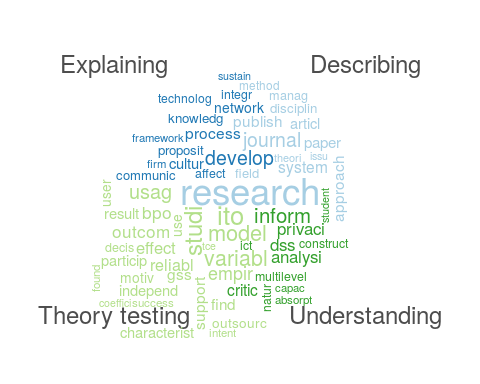 Explaining Describing
sustain
method
technolog integr manag
network disciplin
knowledg publish articl
framework process journal paper
proposit develop theori issu
firm cultur system
communic affect field approach
user usag research student
result bpo use studi ito inform
outcom model privaci
decis effect tce ict dss construct
particip reliabl variabl analysi
found motiv gss empir multilevel
independ support critic natur capac
coefficisuccess find absorpt
Theory testing Understanding
outsourc
characterist intent